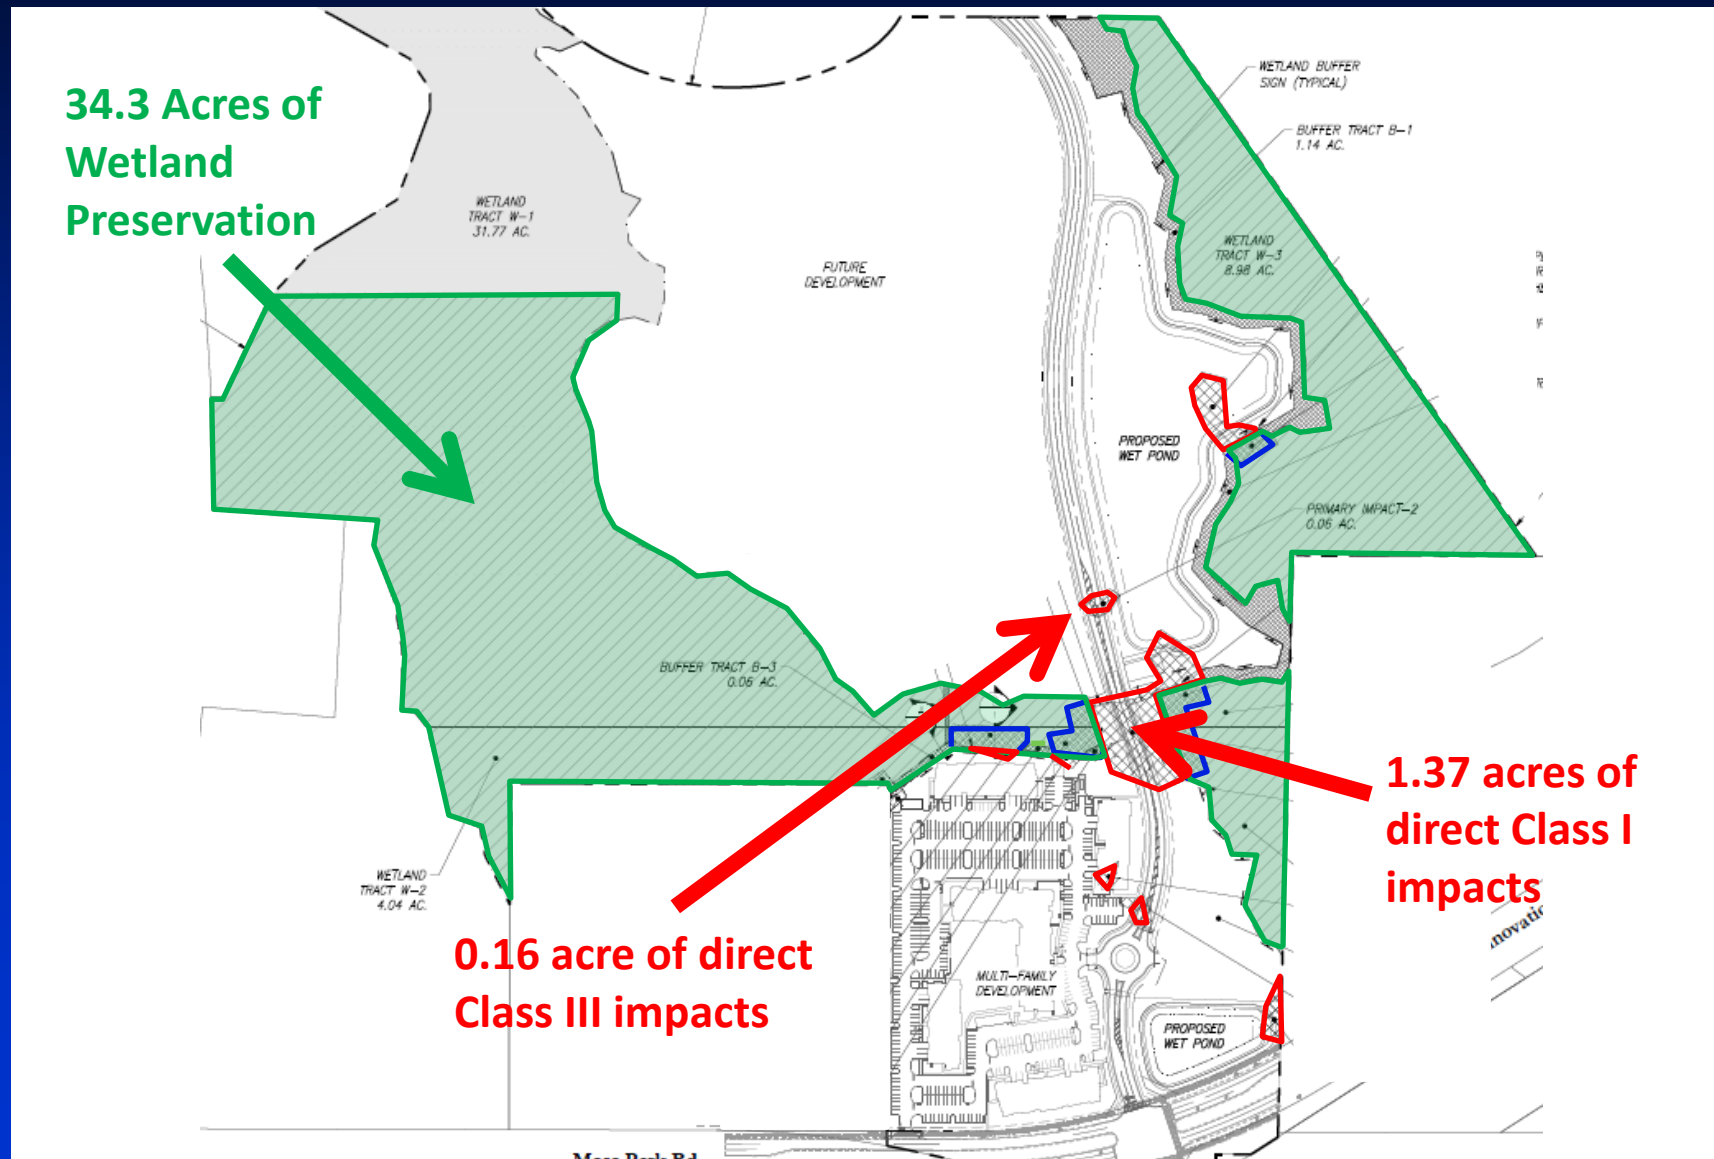 34.3 Acres of
Wetland
Preservation
WETLAND BUFFER
SIGN (TYPICAL)
BUFFER TRACT B-1
1.14 AC.
WETLAND
TRACT W-1
31.77 AC.
WETLAND
TRACT W-3
8.98 AC.
FUTURE
DEVELOPMENT
PROPOSED
WET POND
PRIMARY IMPACT-2
0.06 AC.
BUFFER TRACT B-3
0.06 AC.
1.37 acres of
direct Class I
impacts
WETLAND
TRACT W-2
4.04 AC.
0.16 acre of direct
Class III impacts
MULTI-FAMILY
DEVELOPMENT
PROPOSED
WET POND